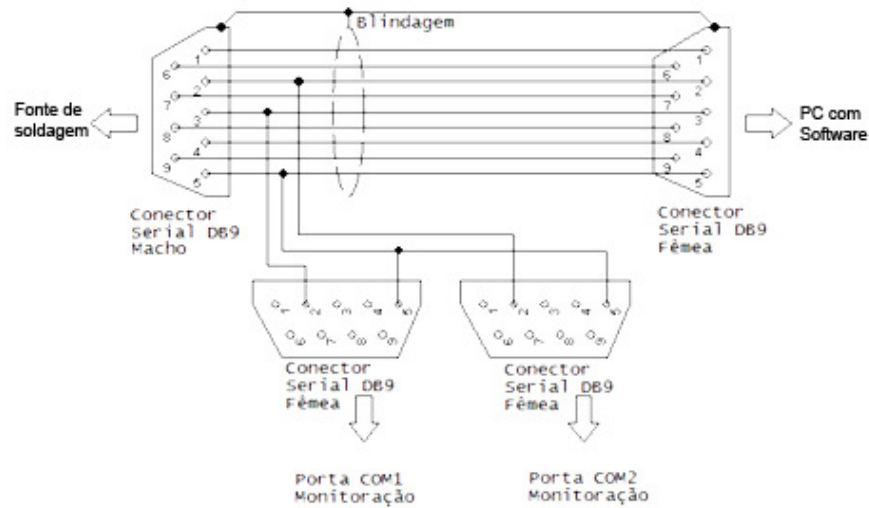 Blindagem
1
6
2
7
3
8
4
9
5
1
6
2
7
3
8
4
9
5
Fonte de
soldagem
PC com
Software
Conector
Serial DB9
Macho
Conector
Serial DB9
Fêmea
1
2
3
4
5
6
7
8
9
1
2
3
4
5
6
7
8
9
Conector
Serial DB9
Fêmea
Conector
Serial DB9
Fêmea
Porta COM1
Monitoração
Porta COM2
Monitoração